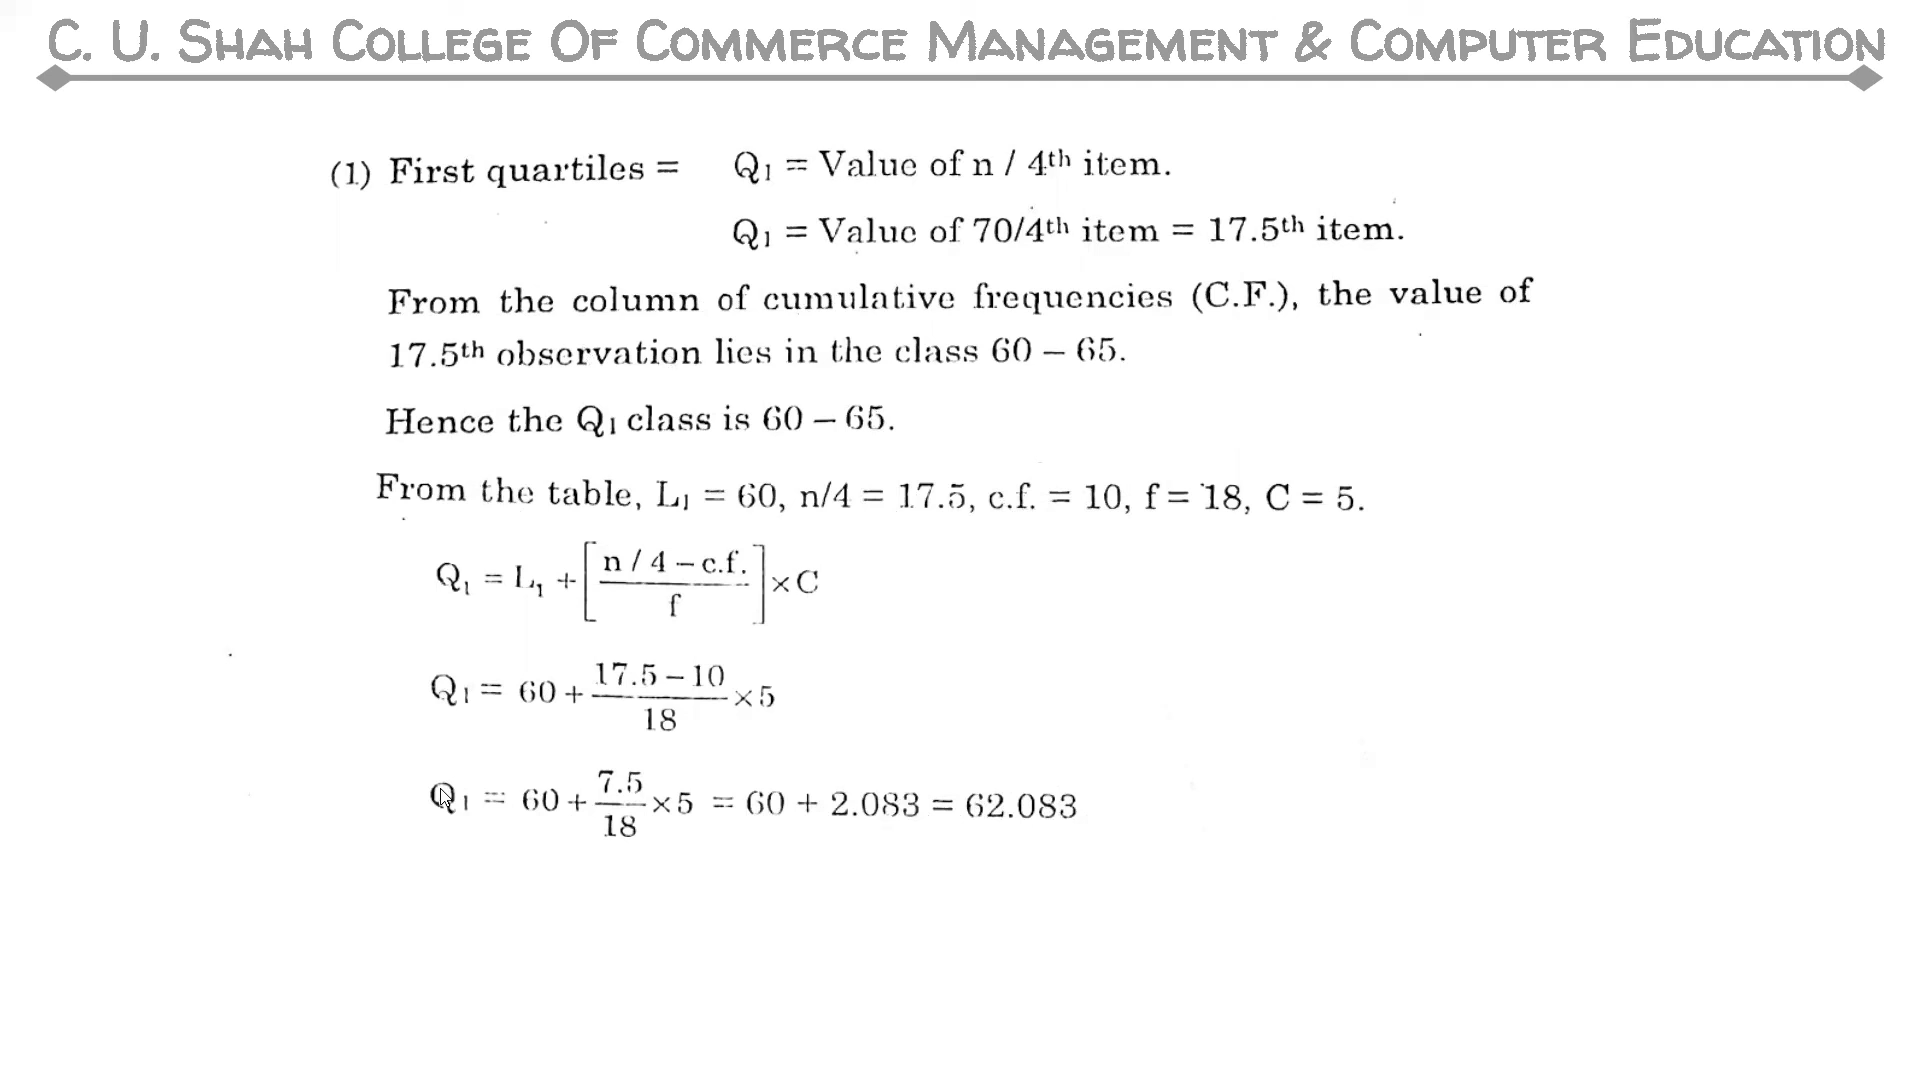 C. U. SHAH COLLEGE OF COMMERCE MANAGEMENT & COMPUTER EDUCATION
(1) First quartiles = Q₁ = Value of n / 4th item.
Q₁ = Value of 70/4th item = 17.5th item.
From the column of cumulative frequencies (C.F.), the value of
17.5th observation lies in the class 60 – 65.
Hence the Q₁ class is 60 – 65.
From the table, L₁ = 60, n/4 = 17.5, c.f. = 10, f = 18, C = 5.
Q₁ = L₁ + [n / 4 – c.f. / f] × C
Q₁ = 60 + 17.5 – 10 / 18 × 5
Q₁ = 60 + 7.5 / 18 × 5 = 60 + 2.083 = 62.083